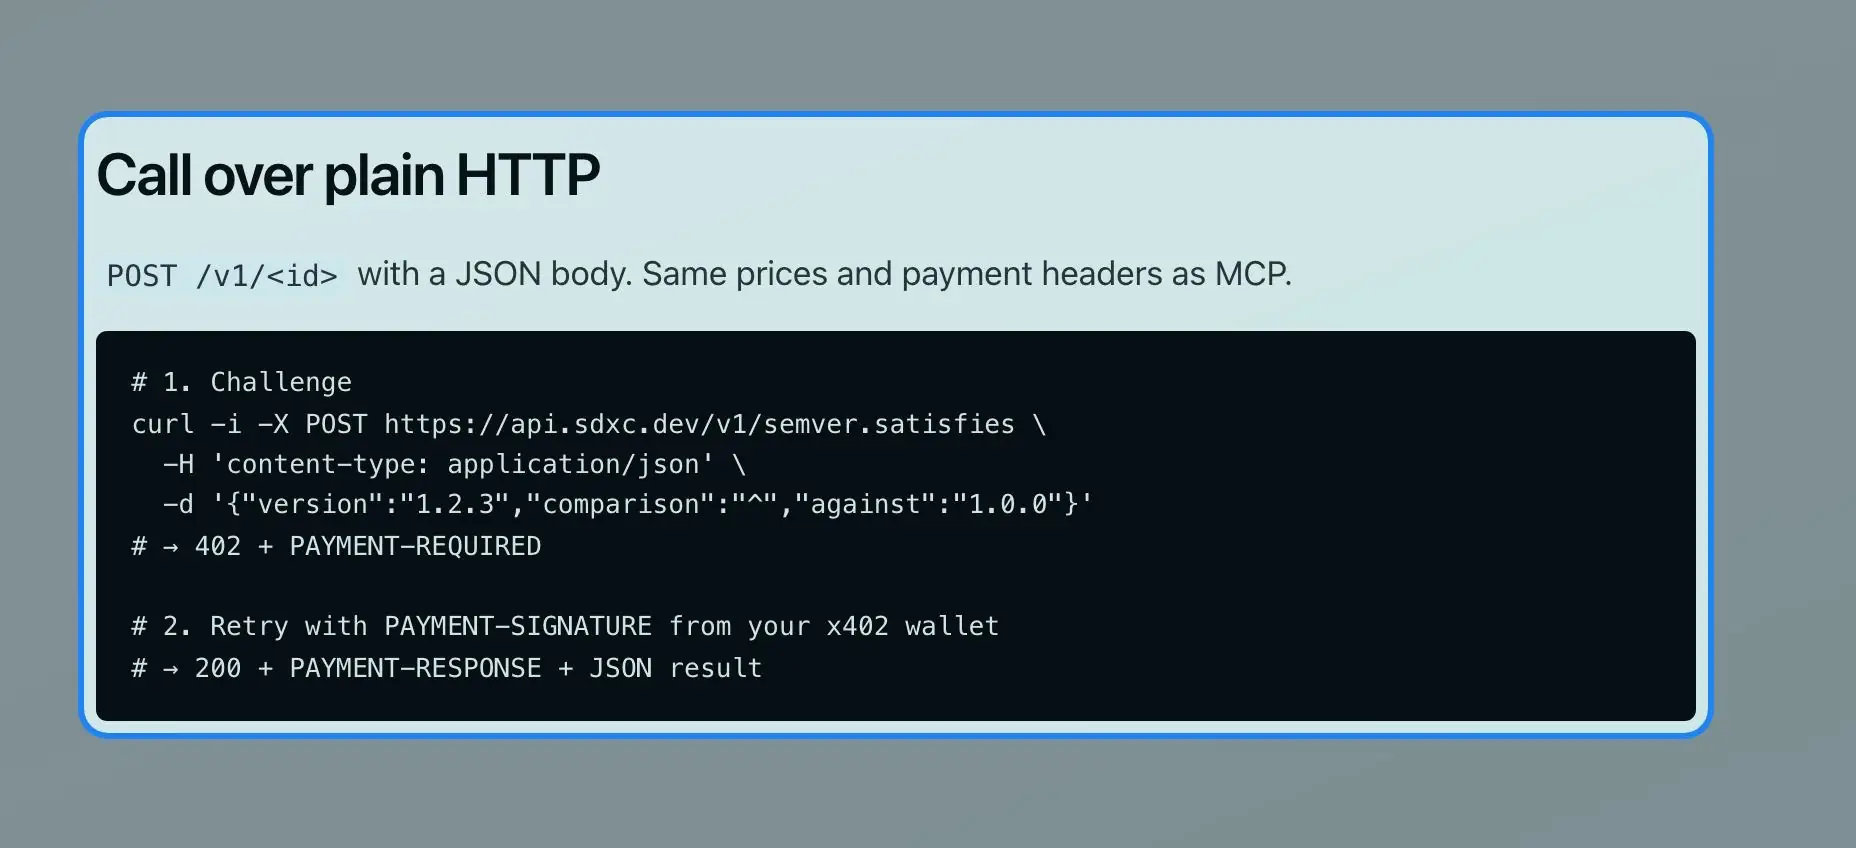 Call over plain HTTP
POST /v1/<id> with a JSON body. Same prices and payment headers as MCP.
# 1. Challenge
curl -i -X POST https://api.sdxc.dev/v1/semver.satisfies \
  -H 'content-type: application/json' \
  -d '{"version":"1.2.3","comparison":"^","against":"1.0.0"}'
# → 402 + PAYMENT-REQUIRED
# 2. Retry with PAYMENT-SIGNATURE from your x402 wallet
# → 200 + PAYMENT-RESPONSE + JSON result